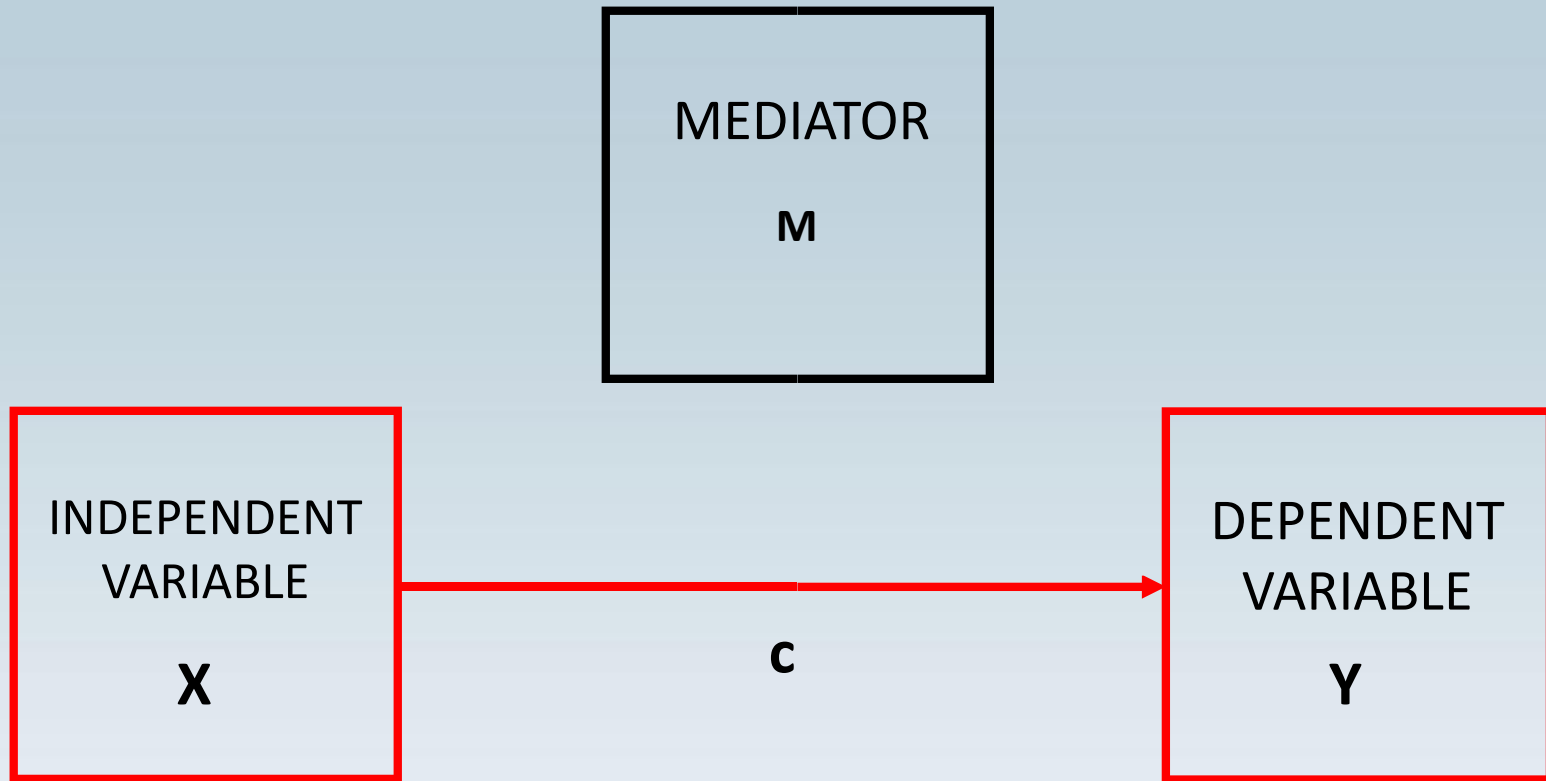 MEDIATOR
M
INDEPENDENT
VARIABLE
X
c
DEPENDENT
VARIABLE
Y